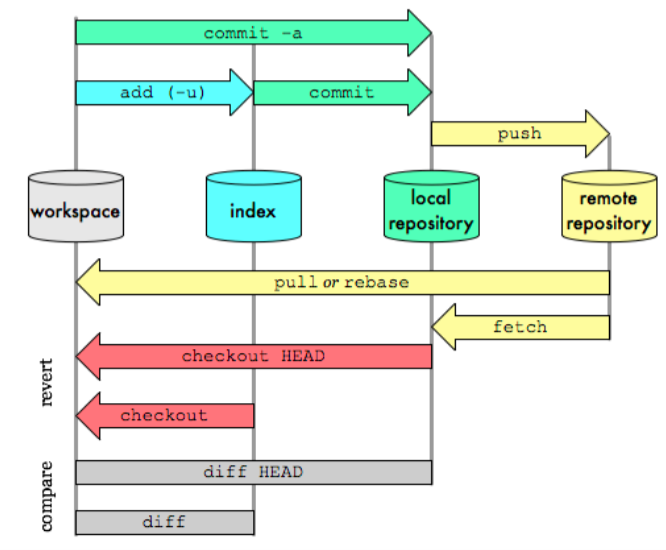 commit -a
add (-u)
commit
push
workspace
index
local
repository
remote
repository
pull or rebase
fetch
revert
checkout HEAD
checkout
compare
diff HEAD
diff